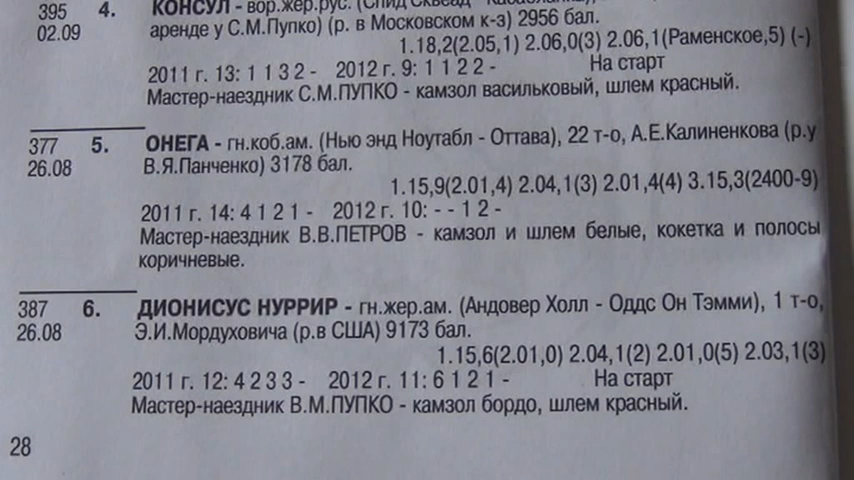 395 4. КОНСУЛ - вор.жер.рус. (Спид Сквеад -
02.09 аренде у С.М.Пупко) (р. в Московском к-з) 2956 бал.
1.18,2(2.05,1) 2.06,0(3) 2.06,1(Раменское,5) (-)
2011 г. 13: 1 1 3 2 - 2012 г. 9: 1 1 2 2 - На старт
Мастер-наездник С.М.ПУПКО - камзол васильковый, шлем красный.
377 5. ОНЕГА - гн.коб.ам. (Нью энд Ноутабл - Оттава), 22 т-о, А.Е.Калиненкова (р.у
26.08 В.Я.Панченко) 3178 бал.
1.15,9(2.01,4) 2.04,1(3) 2.01,4(4) 3.15,3(2400-9)
2011 г. 14: 4 1 2 1 - 2012 г. 10: - - 1 2 -
Мастер-наездник В.В.ПЕТРОВ - камзол и шлем белые, кокетка и полосы
коричневые.
387 6. ДИОНИСУС НУРРИР - гн.жер.ам. (Андовер Холл - Оддс Он Тэмми), 1 т-о,
26.08 Э.И.Мордуховича (р.в США) 9173 бал.
1.15,6(2.01,0) 2.04,1(2) 2.01,0(5) 2.03,1(3)
2011 г. 12: 4 2 3 3 - 2012 г. 11: 6 1 2 1 - На старт
Мастер-наездник В.М.ПУПКО - камзол бордо, шлем красный.
28